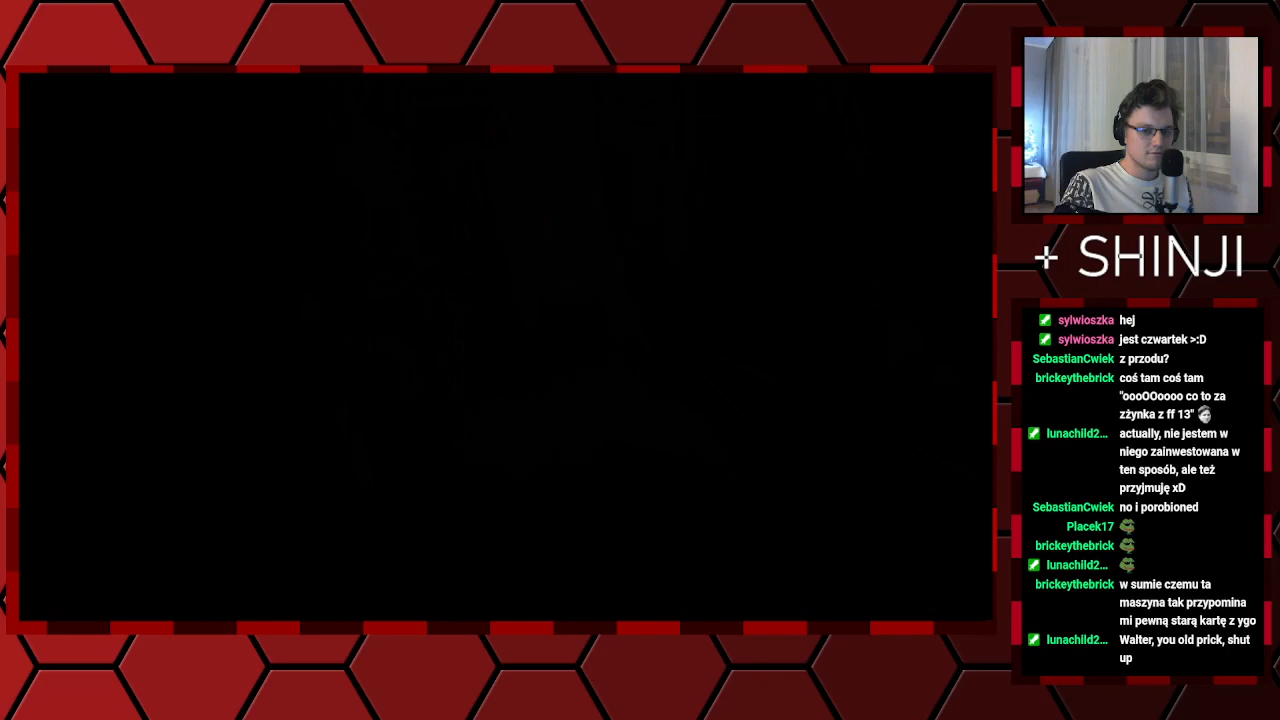 + SHINJI
sylwioszka hej
sylwioszka jest czwartek >:D
SebastianCwiek z przodu?
brickeythebrick coś tam coś tam
"oooOOoooo co to za
zżynka z ff 13"
lunachild2... actually, nie jestem w
niego zainwestowana w
ten sposób, ale też
przyjmuję xD
SebastianCwiek no i porobioned
Placek17
brickeythebrick
lunachild2...
brickeythebrick w sumie czemu ta
maszyna tak przypomina
mi pewną starą kartę z ygo
lunachild2... Walter, you old prick, shut
up